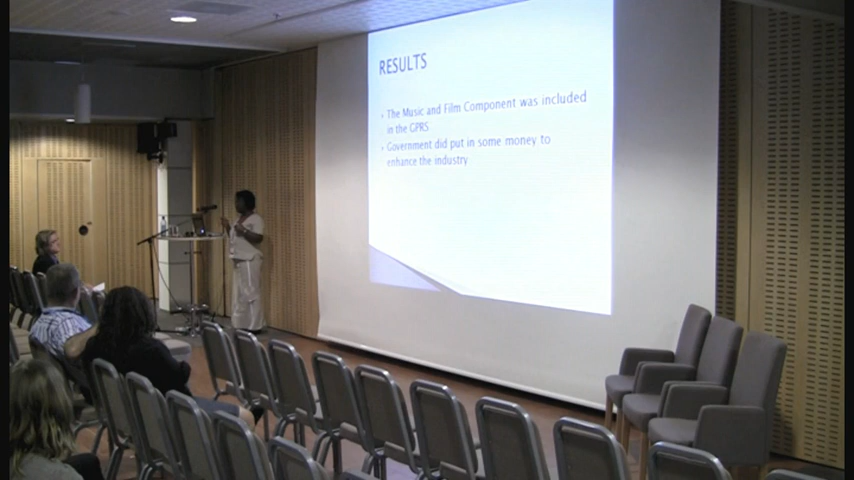 RESULTS
• The Music and Film Component was included
in the GPRS
• Government did put in some money to
enhance the industry